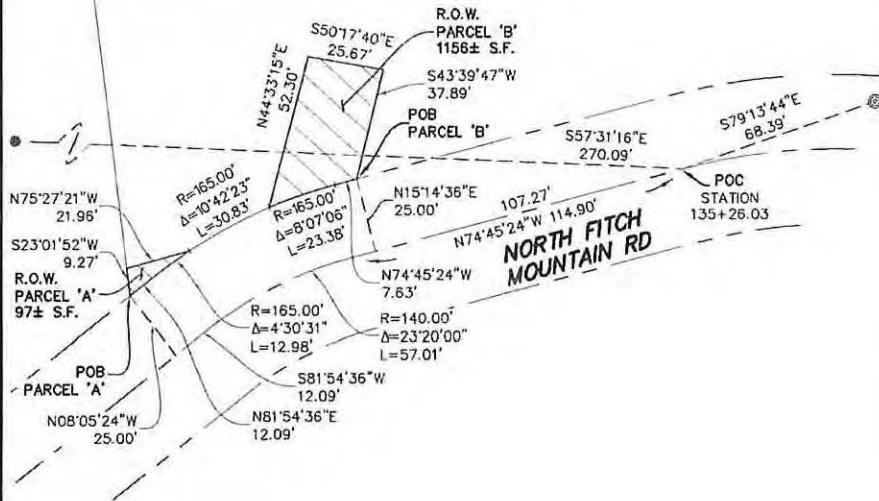 R.O.W.
PARCEL 'B'
1156± S.F.
S50°17'40"E
25.67'
N44°33'15"E
52.30'
S43°39'47"W
37.89'
POB
PARCEL 'B'
S57°31'16"E
270.09'
S79°13'44"E
68.39'
POC
STATION
135+26.03
N75°27'21"W
21.96'
S23°01'52"W
9.27'
R.O.W.
PARCEL 'A'
97± S.F.
R=165.00'
Δ=10°42'23"
L=30.83'
R=165.00'
Δ=8°07'06"
L=23.38'
N15°14'36"E
25.00'
107.27'
N74°45'24"W 114.90'
NORTH FITCH
MOUNTAIN RD
N74°45'24"W
7.63'
R=165.00'
Δ=4°30'31"
L=12.98'
R=140.00'
Δ=23°20'00"
L=57.01'
POB
PARCEL 'A'
S81°54'36"W
12.09'
N08°05'24"W
25.00'
N81°54'36"E
12.09'